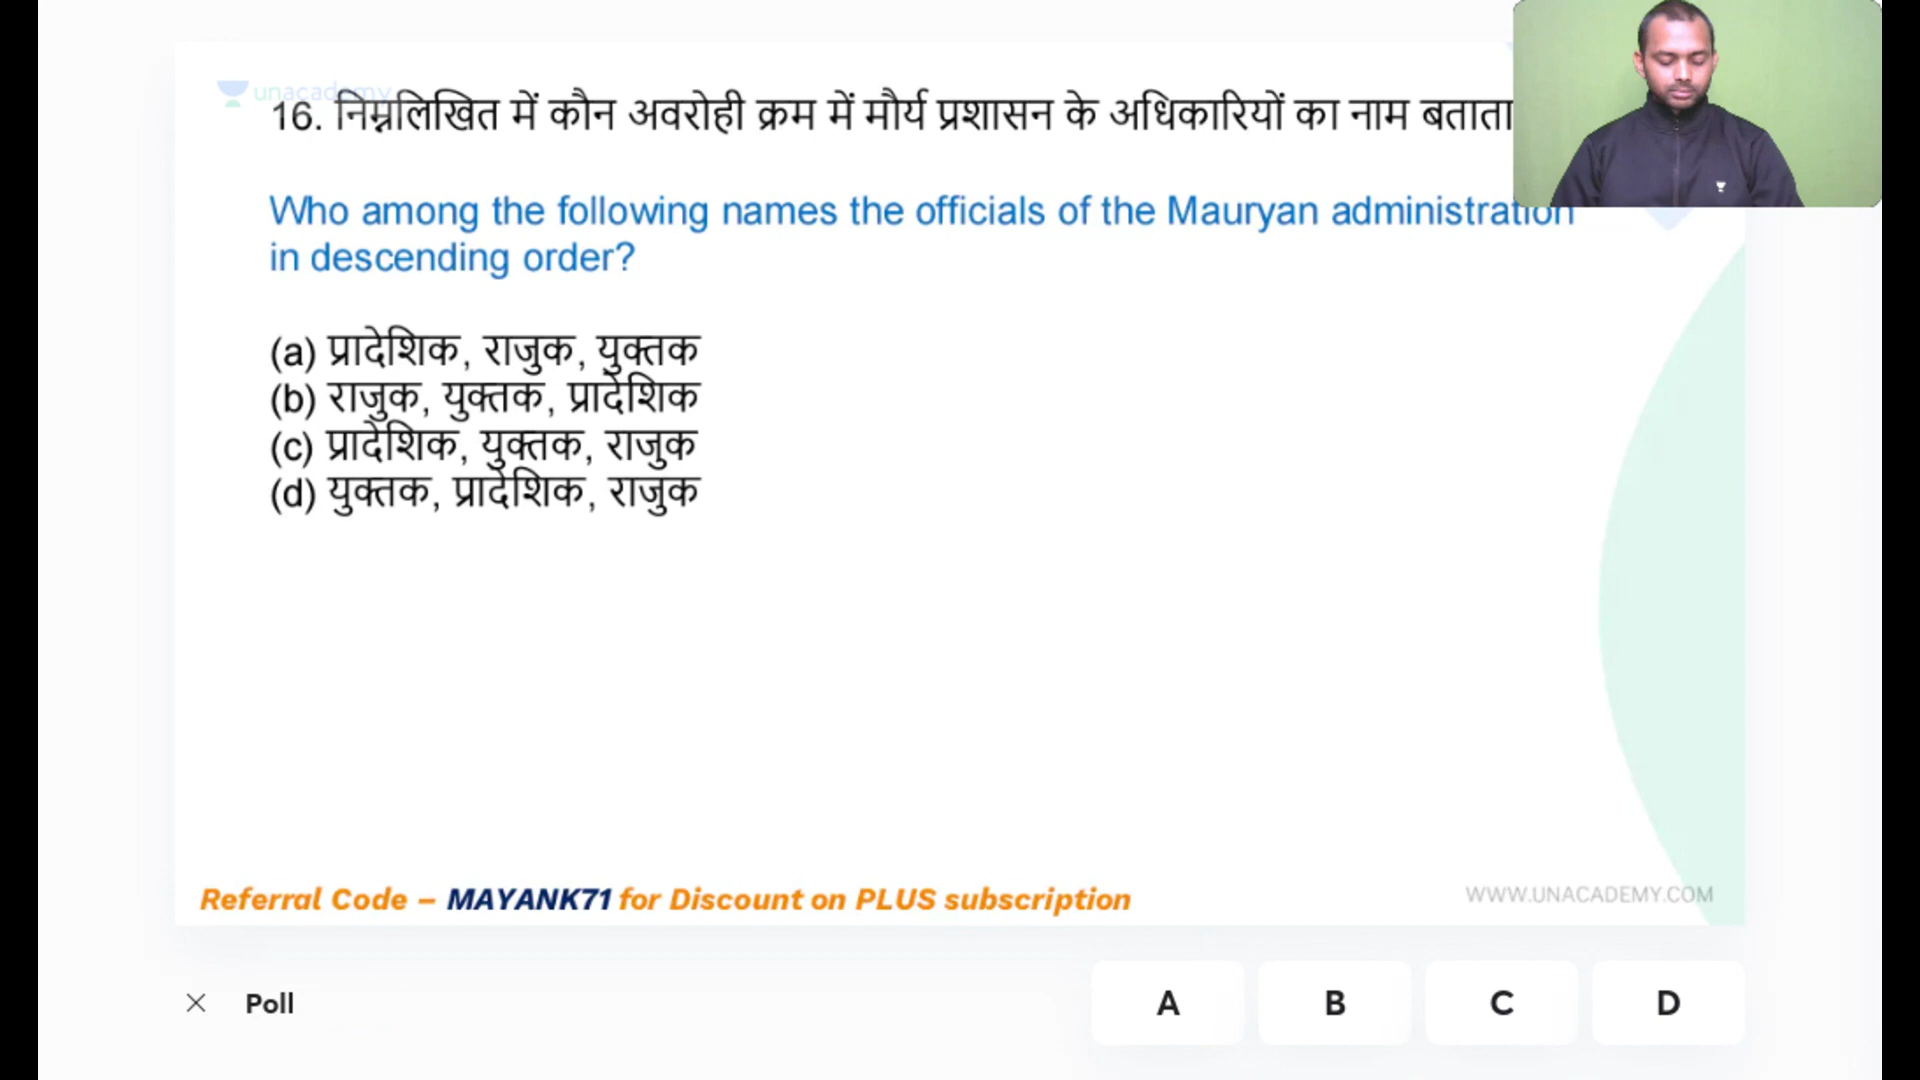 unacademy
16. निम्नलिखित में कौन अवरोही क्रम में मौर्य प्रशासन के अधिकारियों का नाम बताता
Who among the following names the officials of the Mauryan administration
in descending order?
(a) प्रादेशिक, राजुक, युक्तक
(b) राजुक, युक्तक, प्रादेशिक
(c) प्रादेशिक, युक्तक, राजुक
(d) युक्तक, प्रादेशिक, राजुक
Referral Code – MAYANK71 for Discount on PLUS subscription
WWW.UNACADEMY.COM
Poll
A B C D